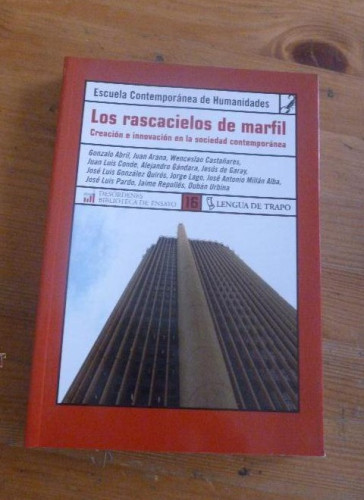 Escuela Contemporánea de Humanidades
Los rascacielos de marfil
Creación e innovación en la sociedad contemporánea
Gonzalo Abril, Juan Arana, Wenceslao Castañares,
Juan Luis Conde, Alejandro Gándara, Jesús de Garay,
José Luis González Quirós, Jorge Lago, José Antonio Millán Alba,
José Luis Pardo, Jaime Repollés, Dubán Urbina
DESÓRDENES
BIBLIOTECA DE ENSAYO
16
LENGUA DE TRAPO